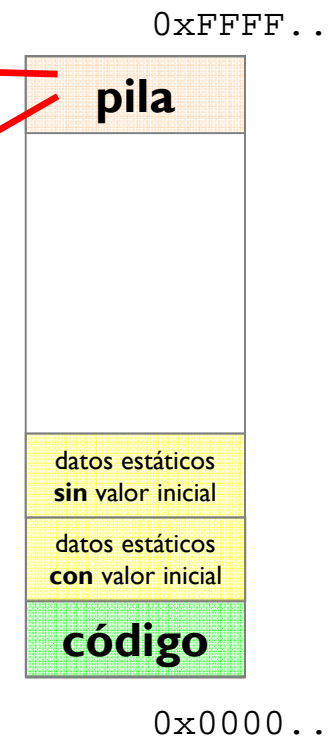 0xFFFF..
pila
datos estáticos
sin valor inicial
datos estáticos
con valor inicial
código
0x0000..